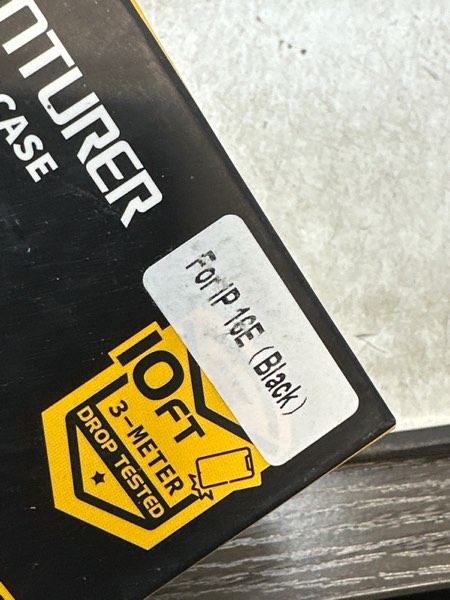 NTURER
CASE
For IP 16E (Black)
10FT
3-METER
DROP TESTED